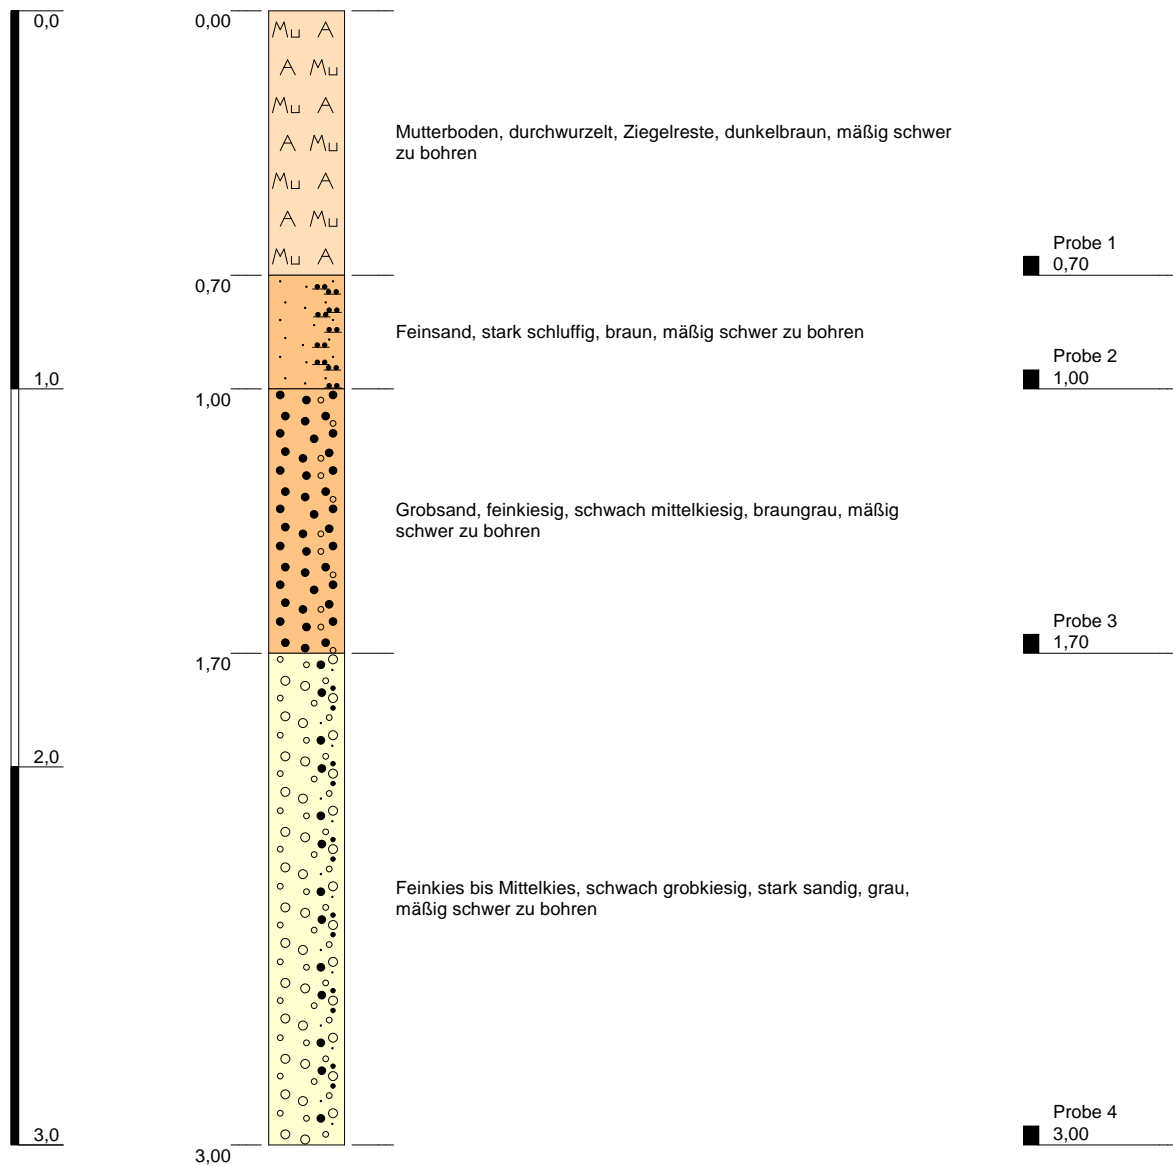 0,0
0,00
Mu A
A Mu
Mu A
A Mu
Mu A
A Mu
Mu A
Mutterboden, durchwurzelt, Ziegelreste, dunkelbraun, mäßig schwer
zu bohren
Probe 1
0,70
0,70
Feinsand, stark schluffig, braun, mäßig schwer zu bohren
Probe 2
1,0
1,00
1,00
Grobsand, feinkiesig, schwach mittelkiesig, braungrau, mäßig
schwer zu bohren
Probe 3
1,70
1,70
2,0
Feinkies bis Mittelkies, schwach grobkiesig, stark sandig, grau,
mäßig schwer zu bohren
Probe 4
3,0
3,00
3,00